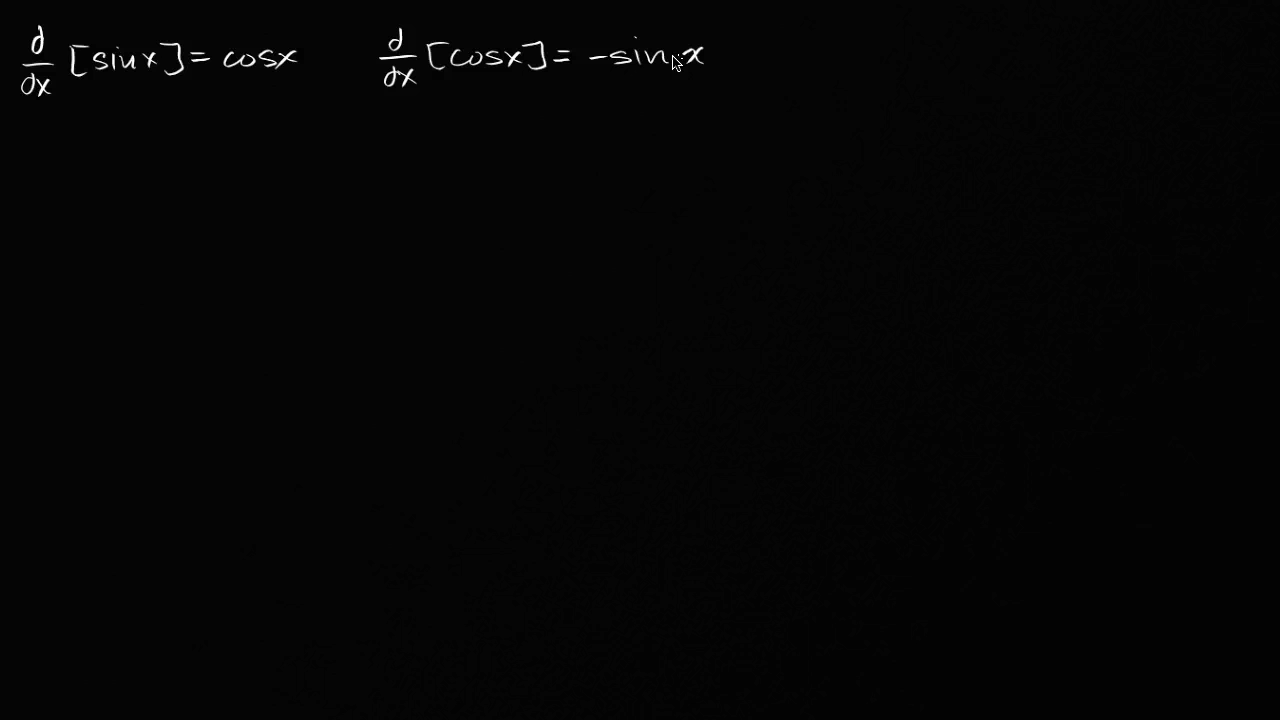 d/dx [sin x] = cos x    d/dx [cos x] = -sin x